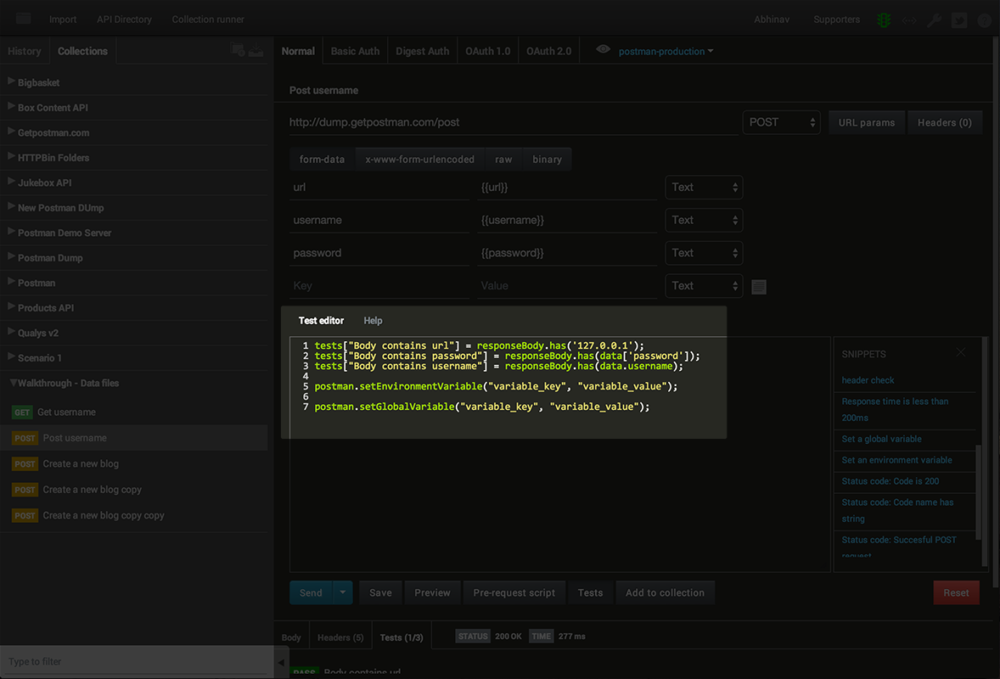 Import API Directory Collection runner Abhinav Supporters
History Collections
Normal Basic Auth Digest Auth OAuth 1.0 OAuth 2.0 postman-production
Bigbasket
Box Content API
Getpostman.com
HTTPBin Folders
Jukebox API
New Postman DUmp
Postman Demo Server
Postman Dump
Postman
Products API
Qualys v2
Scenario 1
Walkthrough - Data files
GET Get username
POST Post username
POST Create a new blog
POST Create a new blog copy
POST Create a new blog copy copy
Type to filter
Post username
http://dump.getpostman.com/post POST URL params Headers (0)
form-data x-www-form-urlencoded raw binary
url {{url}} Text
username {{username}} Text
password {{password}} Text
Key Value Text
Test editor Help
1 tests["Body contains url"] = responseBody.has('127.0.0.1');
2 tests["Body contains password"] = responseBody.has(data['password']);
3 tests["Body contains username"] = responseBody.has(data.username);
4
5 postman.setEnvironmentVariable("variable_key", "variable_value");
6
7 postman.setGlobalVariable("variable_key", "variable_value");
SNIPPETS
header check
Response time is less than
200ms
Set a global variable
Set an environment variable
Status code: Code is 200
Status code: Code name has
string
Status code: Succesful POST
request
Send Save Preview Pre-request script Tests Add to collection Reset
Body Headers (5) Tests (1/3) STATUS 200 OK TIME 277 ms
PASS Body contains url